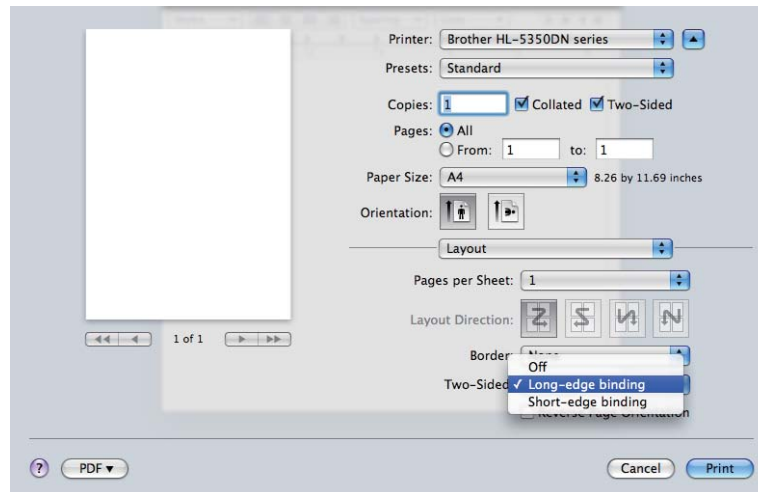 Printer: Brother HL-5350DN series
Presets: Standard
Copies: 1 Collated Two-Sided
Pages: All
From: 1 to: 1
Paper Size: A4 8.26 by 11.69 inches
Orientation:
Layout
Pages per Sheet: 1
Layout Direction:
1 of 1
Border: None
Off
Two-Sided ✓ Long-edge binding
Short-edge binding
Reverse Page Orientation
? PDF ▾ Cancel Print